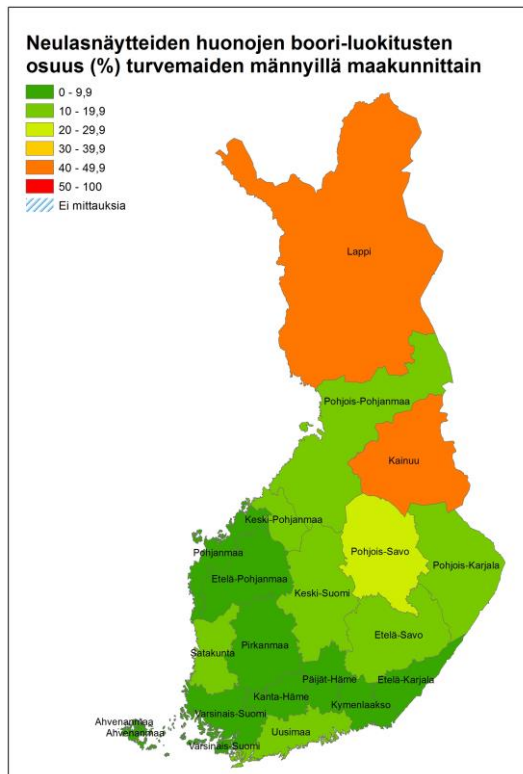 Neulasnäytteiden huonojen boori-luokitusten
osuus (%) turvemaiden männyillä maakunnittain
0 - 9,9
10 - 19,9
20 - 29,9
30 - 39,9
40 - 49,9
50 - 100
Ei mittauksia
Lappi
Pohjois-Pohjanmaa
Kainuu
Keski-Pohjanmaa
Pohjanmaa
Pohjois-Savo
Pohjois-Karjala
Etelä-Pohjanmaa
Keski-Suomi
Etelä-Savo
Pirkanmaa
Satakunta
Päijät-Häme
Etelä-Karjala
Kanta-Häme
Kymenlaakso
Varsinais-Suomi
Ahvenanmaa
Ahvenanmaa
Uusimaa
Varsinais-Suomi